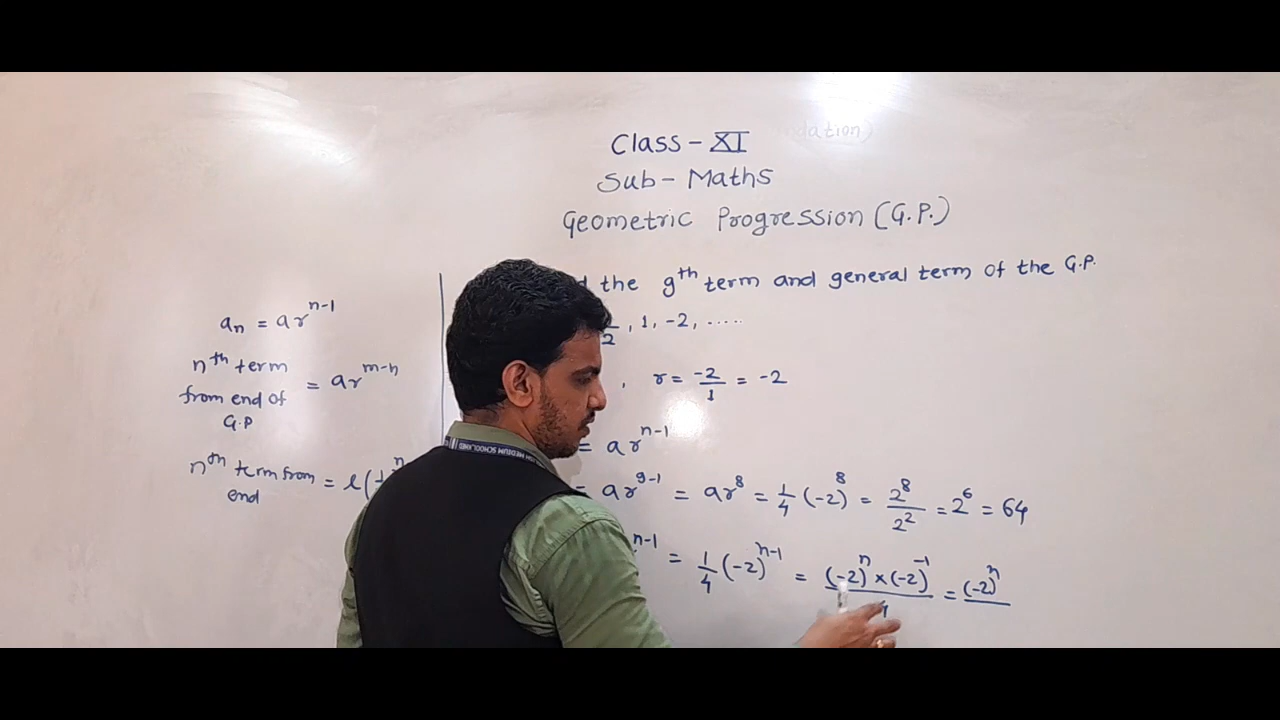 Class - XI
Sub - Maths
Geometric Progression (G.P.)
the 9th term and general term of the G.P.
2, 1, -2, .....
r = -2/1 = -2
= ar^(n-1)
= ar^(9-1) = ar^8 = 1/4 (-2)^8 = 2^8/2^2 = 2^6 = 64
n-1 = 1/4 (-2)^(n-1) = (-2)^n × (-2)^(-1)/4 = (-2)^n
an = ar^(n-1)
nth term
from end of = ar^(m-n)
G.P
nth term from = l(
end